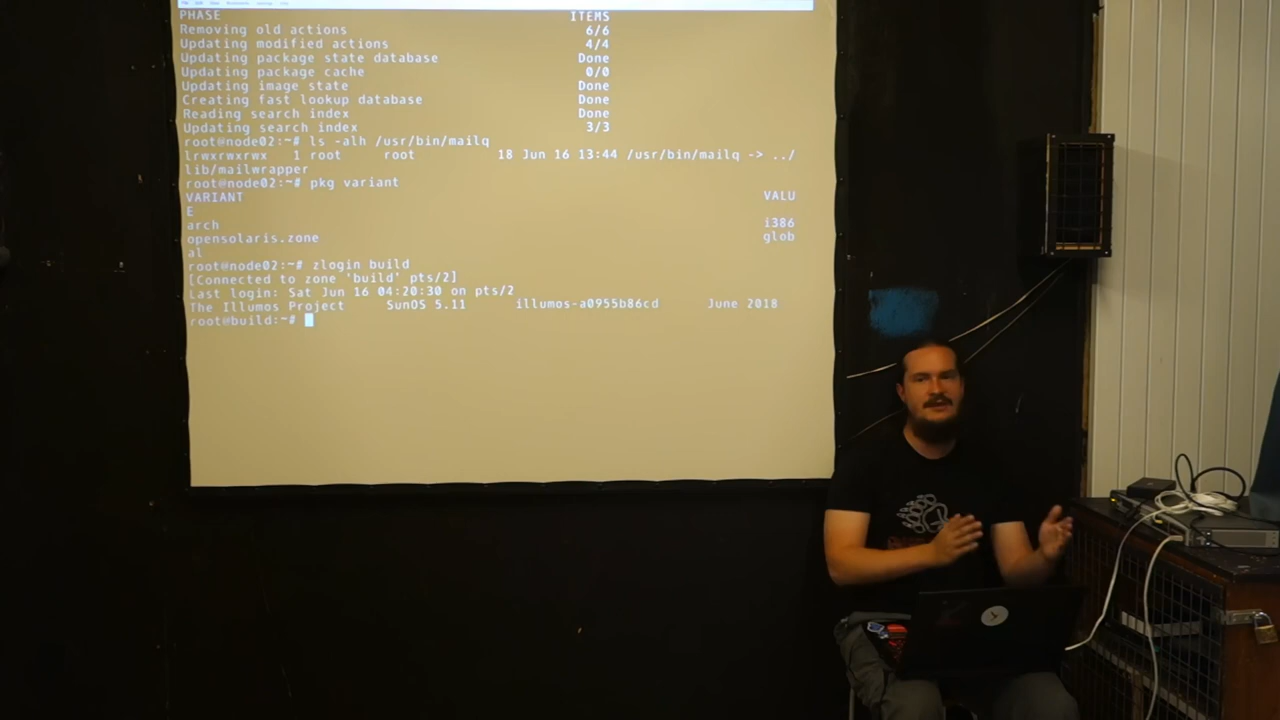 PHASE ITEMS
Removing old actions 6/6
Updating modified actions 4/4
Updating package state database Done
Updating package cache 0/0
Updating image state Done
Creating fast lookup database Done
Reading search index Done
Updating search index 3/3
root@node02:~# ls -alh /usr/bin/mailq
lrwxrwxrwx 1 root root 18 Jun 16 13:44 /usr/bin/mailq -> ../
lib/mailwrapper
root@node02:~# pkg variant
VARIANT VALU
E
arch i386
opensolaris.zone glob
al
root@node02:~# zlogin build
[Connected to zone 'build' pts/2]
Last login: Sat Jun 16 04:20:30 on pts/2
The Illumos Project SunOS 5.11 illumos-a0955b86cd June 2018
root@build:~#